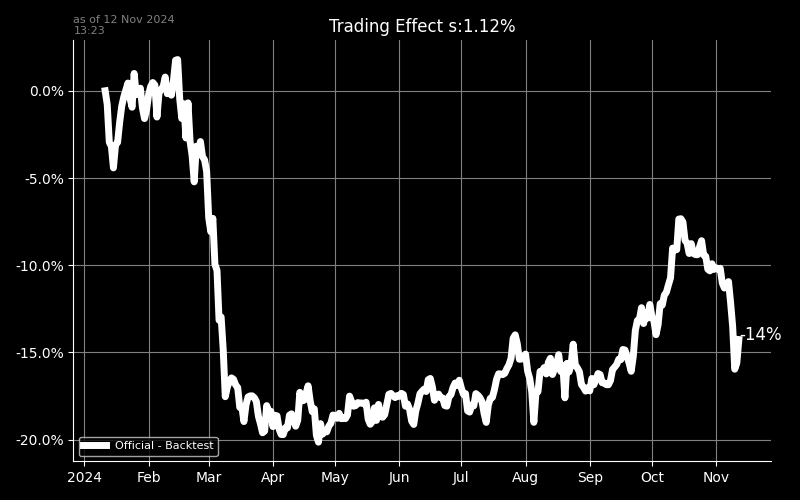 as of 12 Nov 2024
13:23
Trading Effect s:1.12%
0.0%
-5.0%
-10.0%
-15.0%
-20.0%
-14%
Official - Backtest
2024 Feb Mar Apr May Jun Jul Aug Sep Oct Nov